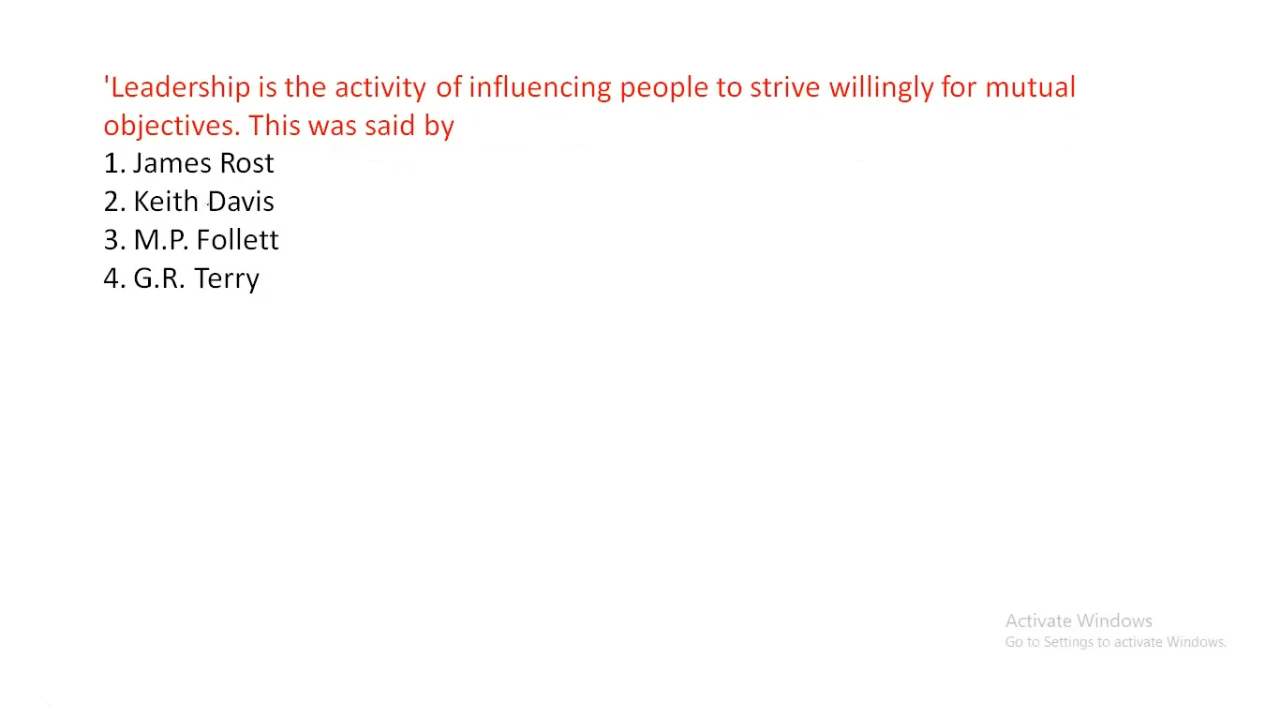 'Leadership is the activity of influencing people to strive willingly for mutual
objectives. This was said by
1. James Rost
2. Keith Davis
3. M.P. Follett
4. G.R. Terry
Activate Windows
Go to Settings to activate Windows.